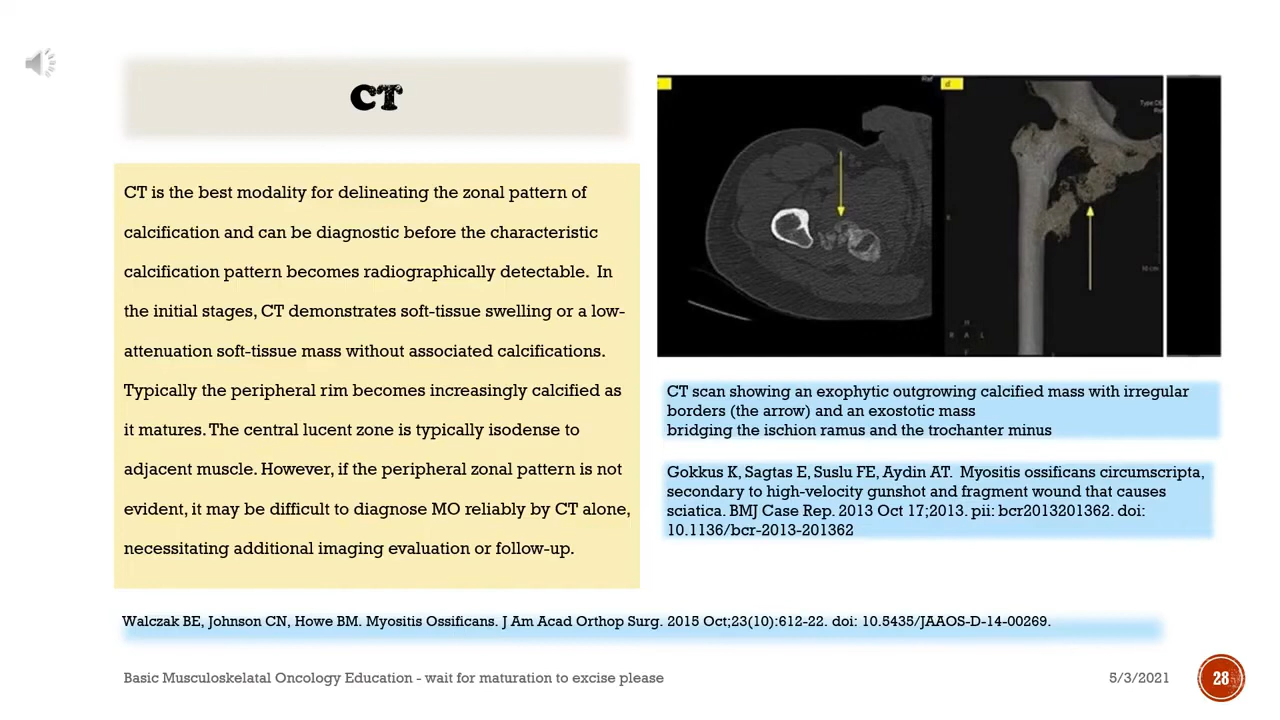 CT
CT is the best modality for delineating the zonal pattern of
calcification and can be diagnostic before the characteristic
calcification pattern becomes radiographically detectable.  In
the initial stages, CT demonstrates soft-tissue swelling or a low-
attenuation soft-tissue mass without associated calcifications.
Typically the peripheral rim becomes increasingly calcified as
it matures. The central lucent zone is typically isodense to
adjacent muscle. However, if the peripheral zonal pattern is not
evident, it may be difficult to diagnose MO reliably by CT alone,
necessitating additional imaging evaluation or follow-up.
d
10 cm
H
R A L
CT scan showing an exophytic outgrowing calcified mass with irregular
borders (the arrow) and an exostotic mass
bridging the ischion ramus and the trochanter minus
Gokkus K, Sagtas E, Suslu FE, Aydin AT.  Myositis ossificans circumscripta,
secondary to high-velocity gunshot and fragment wound that causes
sciatica. BMJ Case Rep. 2013 Oct 17;2013. pii: bcr2013201362. doi:
10.1136/bcr-2013-201362
Walczak BE, Johnson CN, Howe BM. Myositis Ossificans. J Am Acad Orthop Surg. 2015 Oct;23(10):612-22. doi: 10.5435/JAAOS-D-14-00269.
Basic Musculoskelatal Oncology Education - wait for maturation to excise please
5/3/2021
28